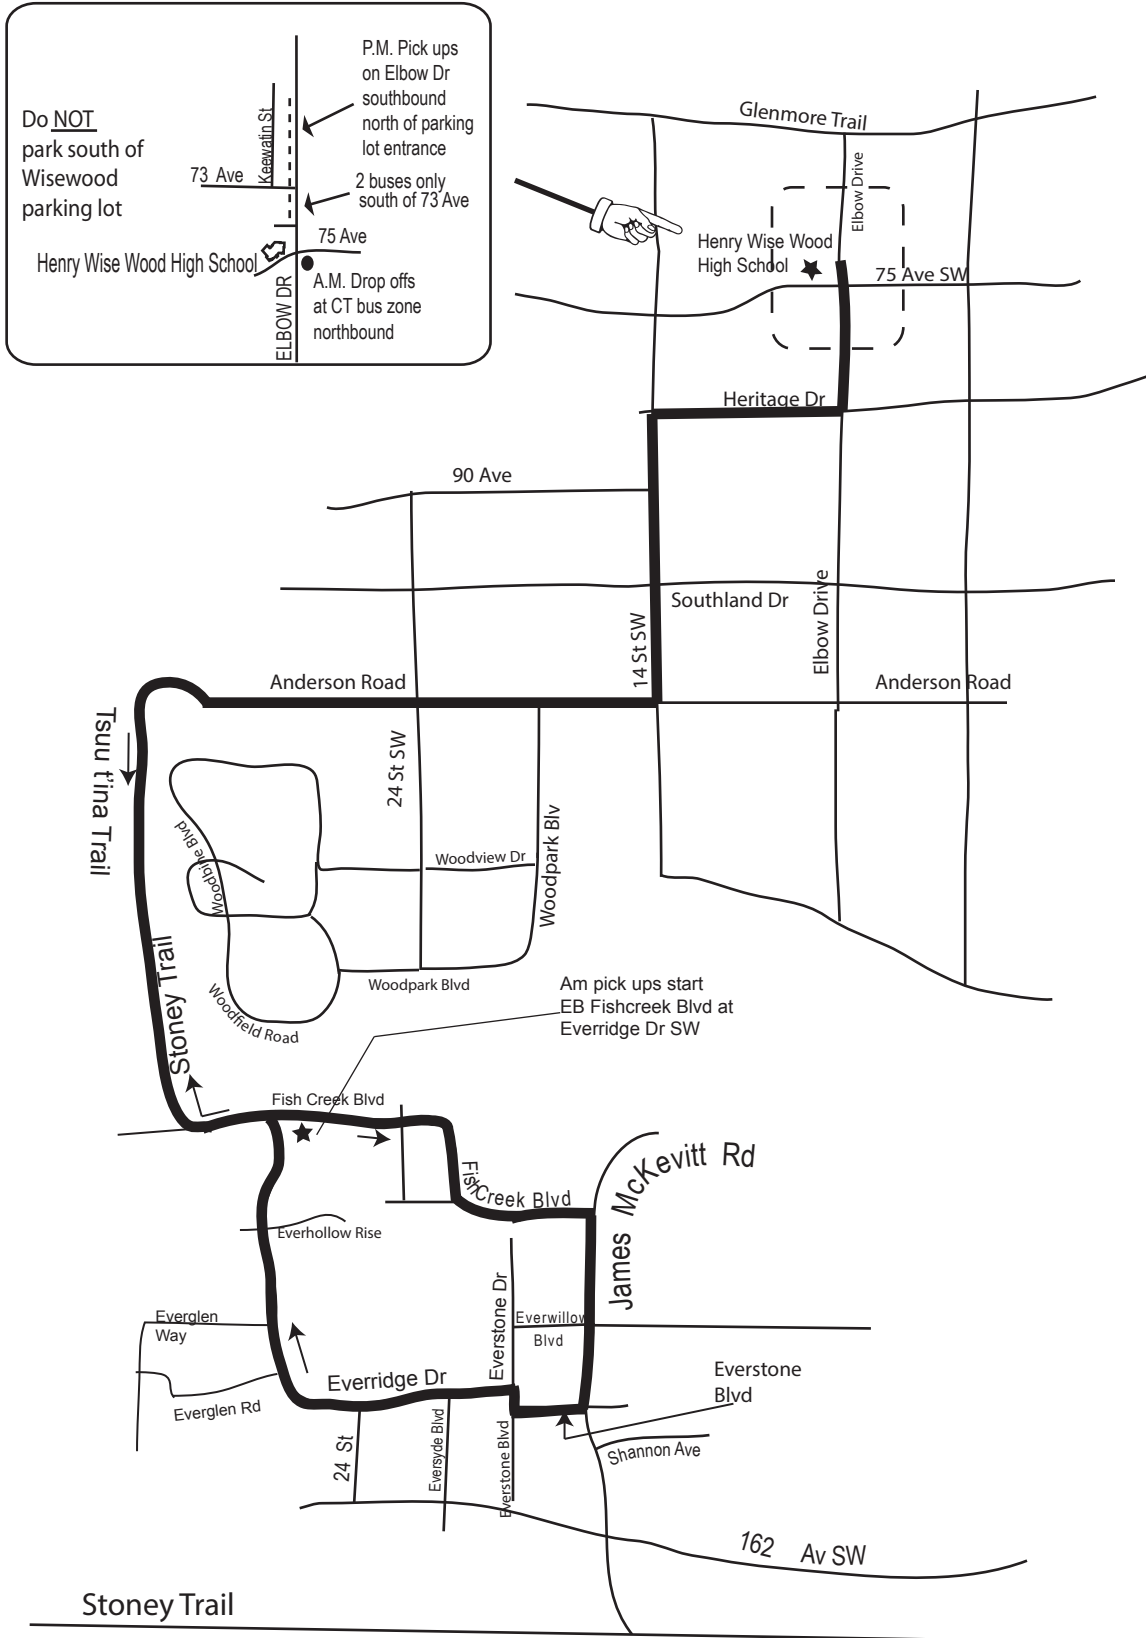 Do NOT
park south of
Wisewood
parking lot
P.M. Pick ups
on Elbow Dr
southbound
north of parking
lot entrance
Keewatin St
73 Ave
2 buses only
south of 73 Ave
75 Ave
Henry Wise Wood High School
A.M. Drop offs
at CT bus zone
northbound
ELBOW DR
Glenmore Trail
Elbow Drive
Henry Wise Wood
High School
75 Ave SW
Heritage Dr
90 Ave
Southland Dr
14 St SW
Elbow Drive
Anderson Road
Anderson Road
Tsuu t'ina Trail
24 St SW
Woodbine Blvd
Woodview Dr
Woodpark Blv
Stoney Trail
Woodpark Blvd
Woodfield Road
Am pick ups start
EB Fishcreek Blvd at
Everridge Dr SW
Fish Creek Blvd
Fish Creek Blvd
James McKevitt Rd
Everhollow Rise
Everstone Dr
Everwillow
Blvd
Everglen
Way
Everridge Dr
Everstone
Blvd
Everglen Rd
24 St
Eversyde Blvd
Everstone Blvd
Shannon Ave
162 Av SW
Stoney Trail